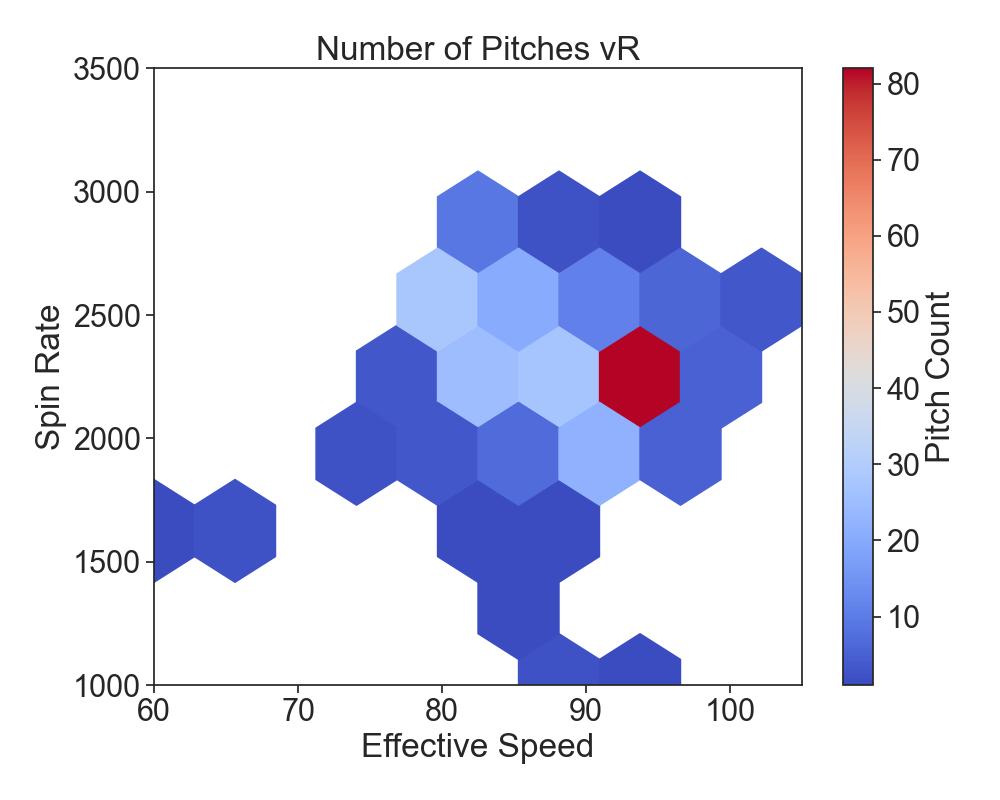 Number of Pitches vR
3500
3000
2500
2000
1500
1000
Spin Rate
60 70 80 90 100
Effective Speed
80
70
60
50
40
30
20
10
Pitch Count